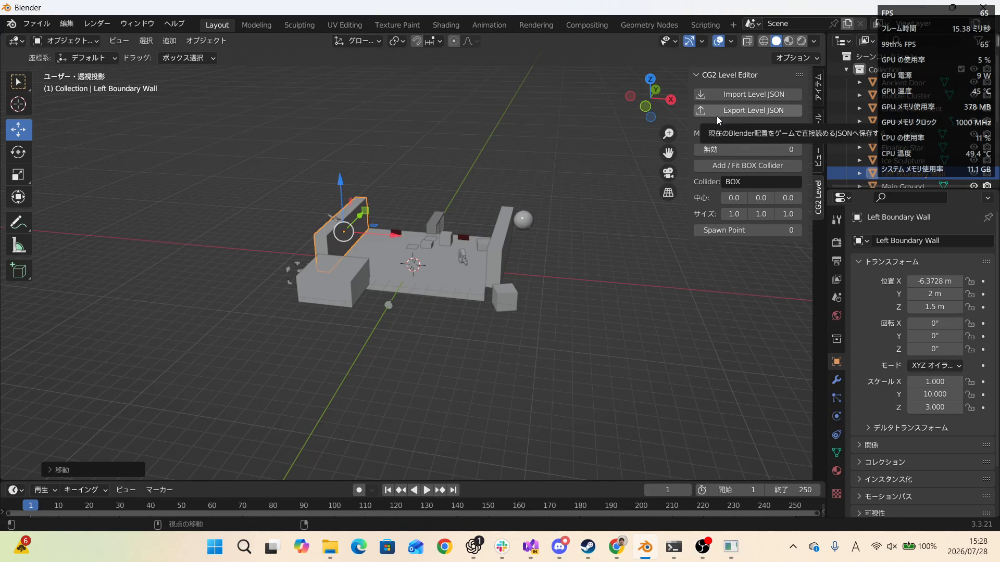 Blender
ファイル 編集 レンダー ウィンドウ ヘルプ Layout Modeling Sculpting UV Editing Texture Paint Shading Animation Rendering Compositing Geometry Nodes Scripting Scene ViewLayer
オブジェクト... ビュー 選択 追加 オブジェクト グロー...
座標系: デフォルト ドラッグ: ボックス選択 オプション
ユーザー・透視投影
(1) Collection | Left Boundary Wall
Z
Y
X
CG2 Level Editor
Import Level JSON
Export Level JSON
現在のBlender配置をゲームで直接読めるJSONへ保存する
無効 0
Add / Fit BOX Collider
Collider: BOX
中心: 0.0 0.0 0.0
サイズ: 1.0 1.0 1.0
Spawn Point 0
アイテム
ール
ビュー
CG2 Level
FPS 65
フレーム時間 15.38 ミリ秒
99th% FPS 65
GPU の使用率 5 %
GPU 電源 9 W
GPU 温度 45 °C
GPU メモリ使用率 378 MB
GPU メモリ クロック 1000 MHz
CPU の使用率 11 %
CPU 温度 49.4 °C
システム メモリ使用率 11.1 GB
シーンコレクション
Collection
Ancient Door
Bubble Cluster
Floating Star
Ice Sculpture
Left Boundary Wall
Main Ground
Left Boundary Wall
Left Boundary Wall
トランスフォーム
位置 X -6.3728 m
Y 2 m
Z 1.5 m
回転 X 0°
Y 0°
Z 0°
モード XYZ オイラ...
スケール X 1.000
Y 10.000
Z 3.000
デルタトランスフォーム
関係
コレクション
インスタンス化
モーションパス
可視性
移動
再生 キーイング ビュー マーカー 1 開始 1 終了 250
1 10 20 30 40 50 60 70 80 90 100 110 120 130 140 150 160 170 180 190 200 210 220 230 240 250
視点の移動 3.3.21
6
1
IN
A
100%
15:28
2026/07/28